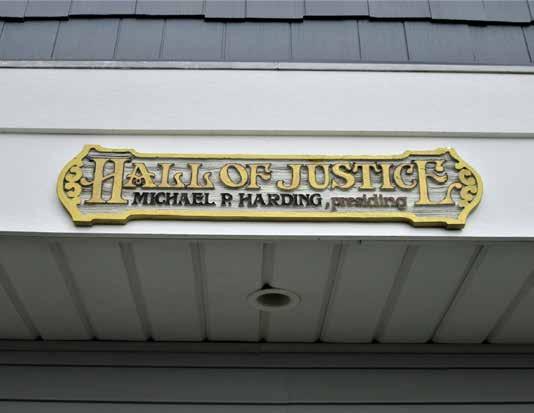 HALL OF JUSTICE
MICHAEL P. HARDING, presiding